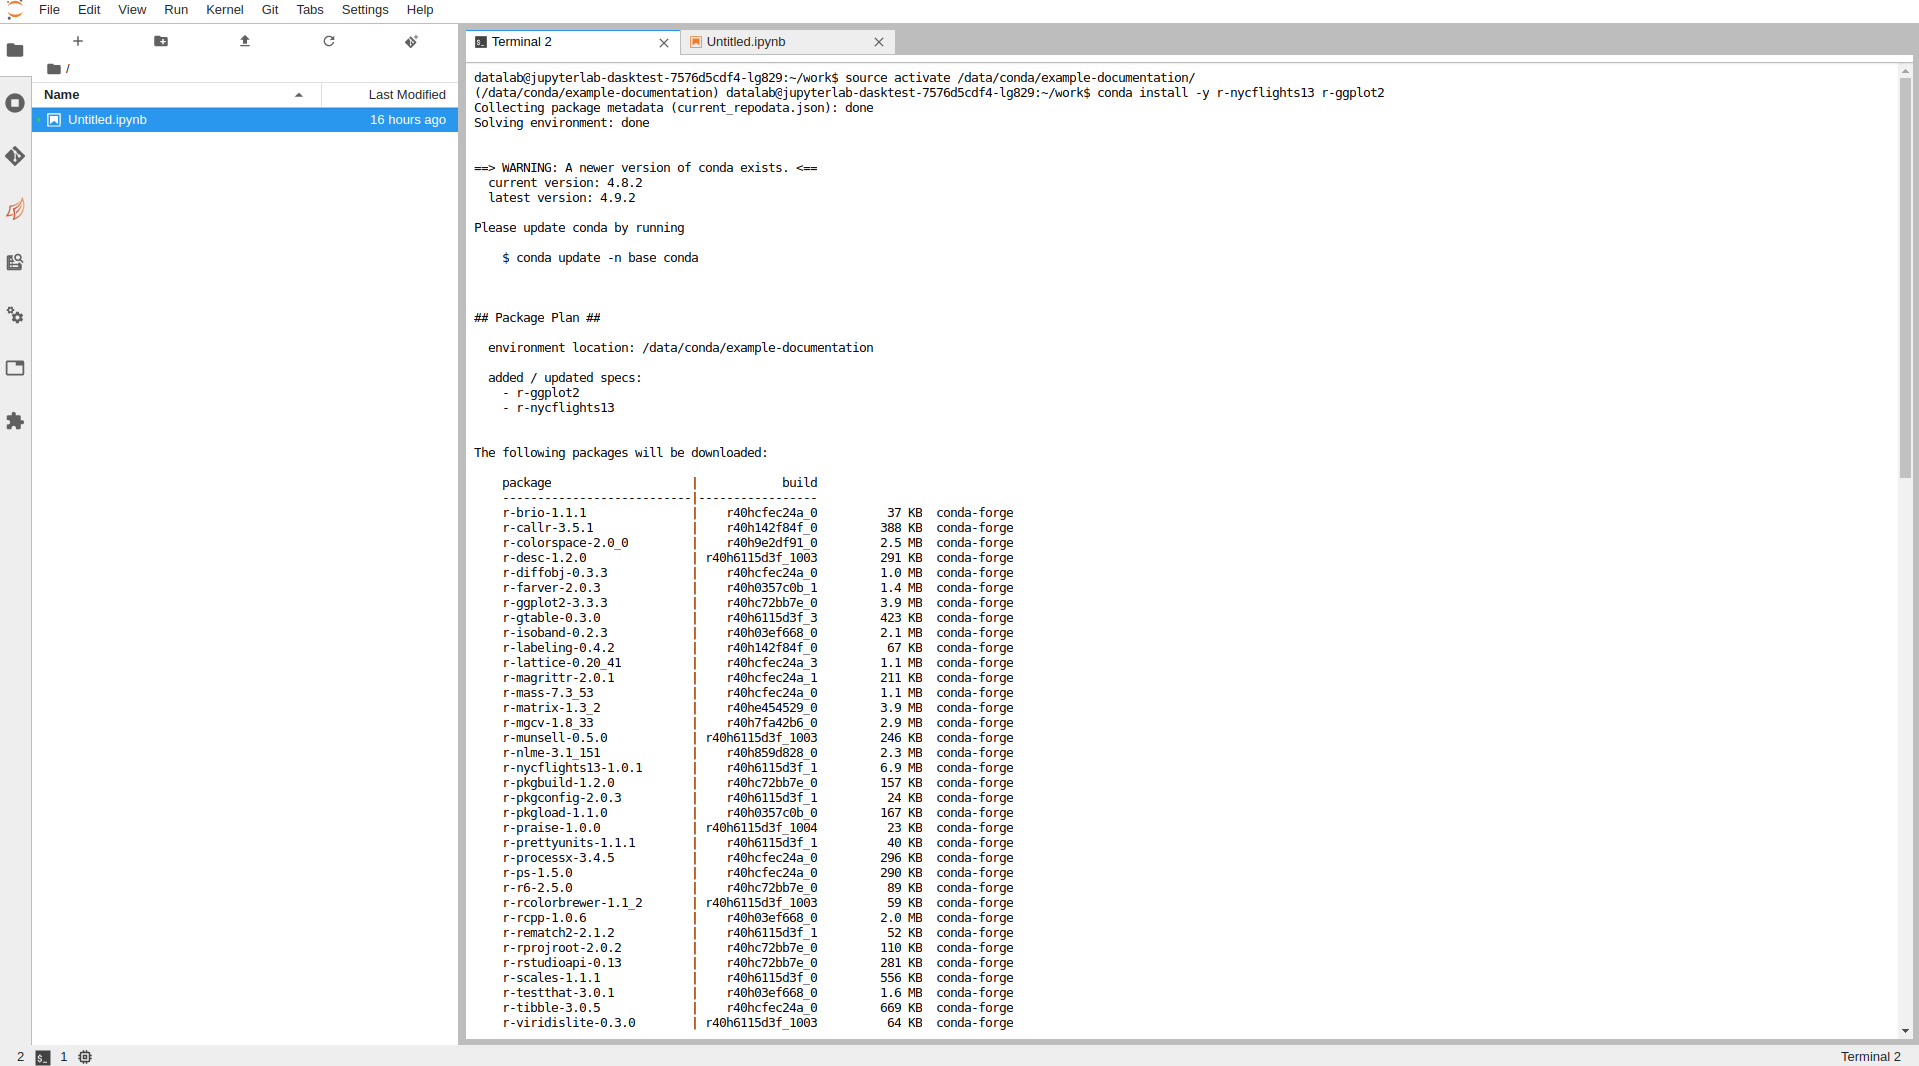 File Edit View Run Kernel Git Tabs Settings Help
Terminal 2
Untitled.ipynb
/
Name Last Modified
Untitled.ipynb 16 hours ago
datalab@jupyterlab-dasktest-7576d5cdf4-lg829:~/work$ source activate /data/conda/example-documentation/
(/data/conda/example-documentation) datalab@jupyterlab-dasktest-7576d5cdf4-lg829:~/work$ conda install -y r-nycflights13 r-ggplot2
Collecting package metadata (current_repodata.json): done
Solving environment: done
==> WARNING: A newer version of conda exists. <==
current version: 4.8.2
latest version: 4.9.2
Please update conda by running
$ conda update -n base conda
## Package Plan ##
environment location: /data/conda/example-documentation
added / updated specs:
- r-ggplot2
- r-nycflights13
The following packages will be downloaded:
package | build
---------------------------|-----------------
r-brio-1.1.1 | r40hcfec24a_0 37 KB conda-forge
r-callr-3.5.1 | r40h142f84f_0 388 KB conda-forge
r-colorspace-2.0_0 | r40h9e2df91_0 2.5 MB conda-forge
r-desc-1.2.0 | r40h6115d3f_1003 291 KB conda-forge
r-diffobj-0.3.3 | r40hcfec24a_0 1.0 MB conda-forge
r-farver-2.0.3 | r40h0357c0b_1 1.4 MB conda-forge
r-ggplot2-3.3.3 | r40hc72bb7e_0 3.9 MB conda-forge
r-gtable-0.3.0 | r40h6115d3f_3 423 KB conda-forge
r-isoband-0.2.3 | r40h03ef668_0 2.1 MB conda-forge
r-labeling-0.4.2 | r40h142f84f_0 67 KB conda-forge
r-lattice-0.20_41 | r40hcfec24a_3 1.1 MB conda-forge
r-magrittr-2.0.1 | r40hcfec24a_1 211 KB conda-forge
r-mass-7.3_53 | r40hcfec24a_0 1.1 MB conda-forge
r-matrix-1.3_2 | r40he454529_0 3.9 MB conda-forge
r-mgcv-1.8_33 | r40h7fa42b6_0 2.9 MB conda-forge
r-munsell-0.5.0 | r40h6115d3f_1003 246 KB conda-forge
r-nlme-3.1_151 | r40h859d828_0 2.3 MB conda-forge
r-nycflights13-1.0.1 | r40h6115d3f_1 6.9 MB conda-forge
r-pkgbuild-1.2.0 | r40hc72bb7e_0 157 KB conda-forge
r-pkgconfig-2.0.3 | r40h6115d3f_1 24 KB conda-forge
r-pkgload-1.1.0 | r40h0357c0b_0 167 KB conda-forge
r-praise-1.0.0 | r40h6115d3f_1004 23 KB conda-forge
r-prettyunits-1.1.1 | r40h6115d3f_1 40 KB conda-forge
r-processx-3.4.5 | r40hcfec24a_0 296 KB conda-forge
r-ps-1.5.0 | r40hcfec24a_0 290 KB conda-forge
r-r6-2.5.0 | r40hc72bb7e_0 89 KB conda-forge
r-rcolorbrewer-1.1_2 | r40h6115d3f_1003 59 KB conda-forge
r-rcpp-1.0.6 | r40h03ef668_0 2.0 MB conda-forge
r-rematch2-2.1.2 | r40h6115d3f_1 52 KB conda-forge
r-rprojroot-2.0.2 | r40hc72bb7e_0 110 KB conda-forge
r-rstudioapi-0.13 | r40hc72bb7e_0 281 KB conda-forge
r-scales-1.1.1 | r40h6115d3f_0 556 KB conda-forge
r-testthat-3.0.1 | r40h03ef668_0 1.6 MB conda-forge
r-tibble-3.0.5 | r40hcfec24a_0 669 KB conda-forge
r-viridislite-0.3.0 | r40h6115d3f_1003 64 KB conda-forge
2 $_ 1 Terminal 2